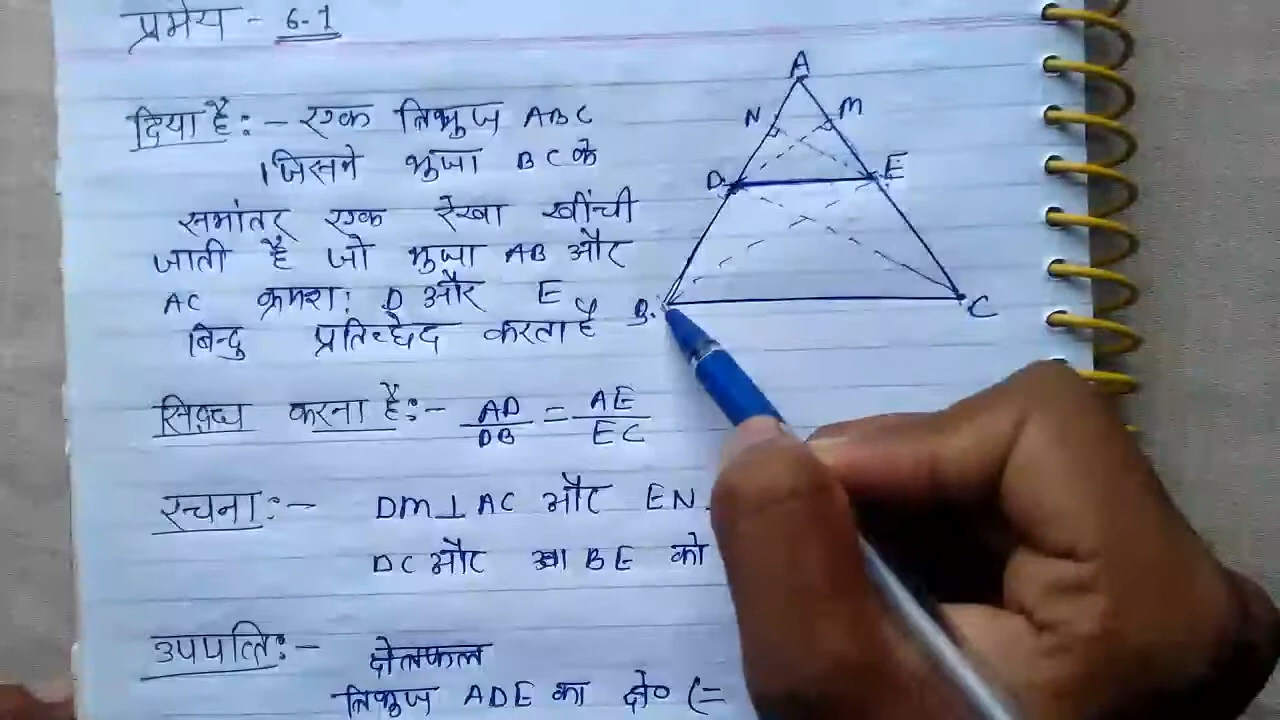 प्रमेय - 6-1
दिया है:- एक त्रिभुज ABC
जिसमे भुजा BC के
समांतर एक रेखा खींची
जाती है जो भुजा AB और
AC क्रमश: D और E
बिन्दु प्रतिच्छेद करता है
A
N
M
D
E
B
C
सिद्ध करना है:- AD/DB = AE/EC
रचना:- DM⊥AC और EN
DC और BE को
उपपत्ति:- क्षेत्रफल
त्रिभुज ADE का क्षे० (=